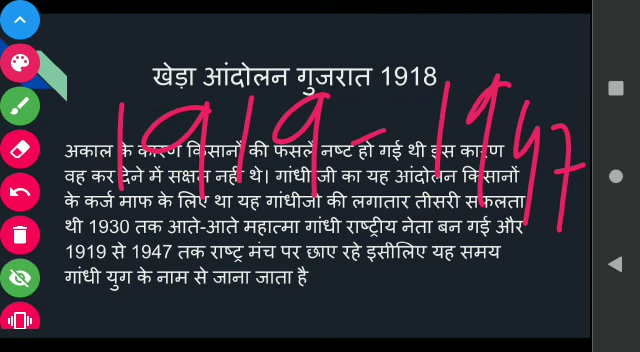 खेड़ा आंदोलन गुजरात 1918
1919 - 1947
अकाल के कारण किसानों की फसलें नष्ट हो गई थी इस कारण
वह कर देने में सक्षम नही थे। गांधी जी का यह आंदोलन किसानों
के कर्ज माफ के लिए था यह गांधीजी की लगातार तीसरी सफलता
थी 1930 तक आते-आते महात्मा गांधी राष्ट्रीय नेता बन गई और
1919 से 1947 तक राष्ट्र मंच पर छाए रहे इसीलिए यह समय
गांधी युग के नाम से जाना जाता है